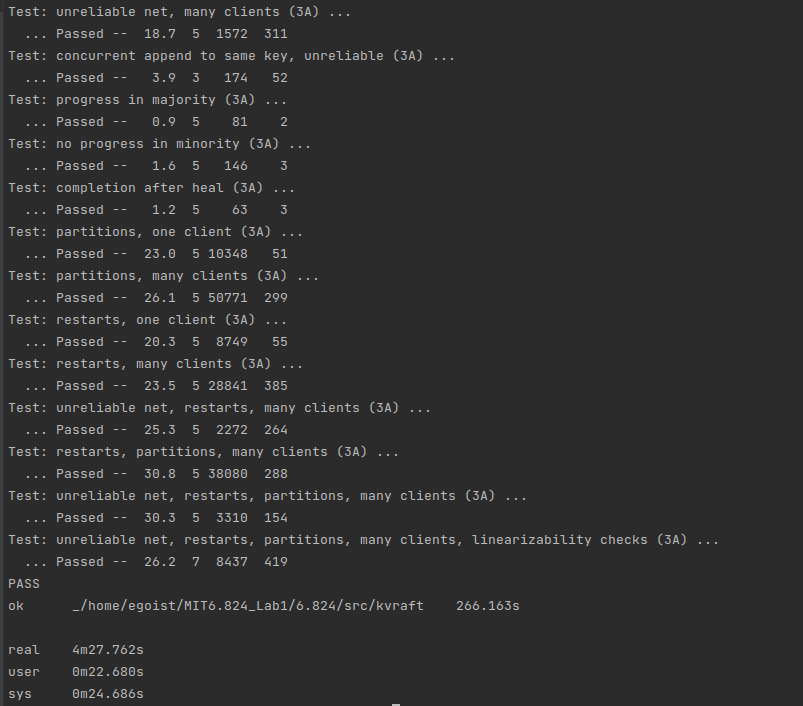 Test: unreliable net, many clients (3A) ...
  ... Passed --  18.7  5  1572  311
Test: concurrent append to same key, unreliable (3A) ...
  ... Passed --   3.9  3   174   52
Test: progress in majority (3A) ...
  ... Passed --   0.9  5    81    2
Test: no progress in minority (3A) ...
  ... Passed --   1.6  5   146    3
Test: completion after heal (3A) ...
  ... Passed --   1.2  5    63    3
Test: partitions, one client (3A) ...
  ... Passed --  23.0  5 10348   51
Test: partitions, many clients (3A) ...
  ... Passed --  26.1  5 50771  299
Test: restarts, one client (3A) ...
  ... Passed --  20.3  5  8749   55
Test: restarts, many clients (3A) ...
  ... Passed --  23.5  5 28841  385
Test: unreliable net, restarts, many clients (3A) ...
  ... Passed --  25.3  5  2272  264
Test: restarts, partitions, many clients (3A) ...
  ... Passed --  30.8  5 38080  288
Test: unreliable net, restarts, partitions, many clients (3A) ...
  ... Passed --  30.3  5  3310  154
Test: unreliable net, restarts, partitions, many clients, linearizability checks (3A) ...
  ... Passed --  26.2  7  8437  419
PASS
ok      _/home/egoist/MIT6.824_Lab1/6.824/src/kvraft    266.163s

real    4m27.762s
user    0m22.680s
sys     0m24.686s